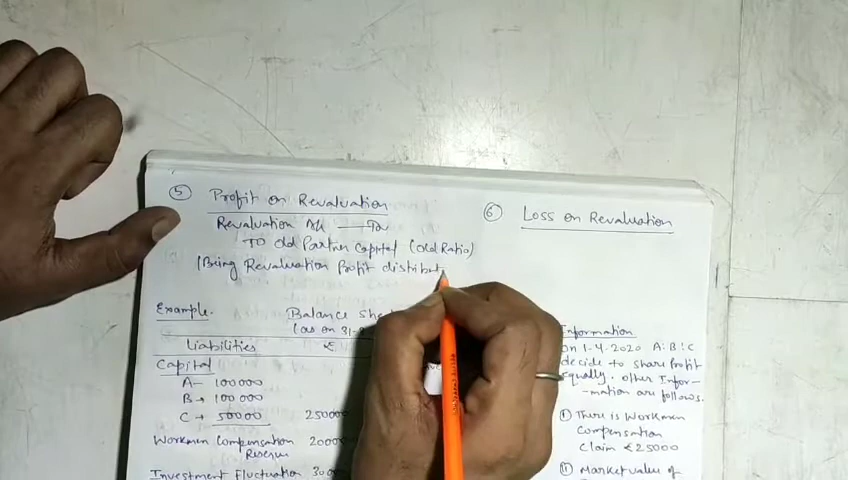 ⑤ Profit on Revaluation
Revaluation A/c — Dr
To old Partner Capital (Old Ratio)
(Being Revaluation Profit distribut
⑥ Loss on Revaluation
Example.
Balance She
(as on 31-
Liabilities ₹
Capital
A - 100000
B → 100000
C → 50000 250000
Workmen Compensation 20000
Reserve
Investment Fluctuation 300
Information
on 1.4.2020 A:B:C
decide to share Profit
equally. Other Infor-
-mation are follows.
① There is Workmen
Compensation
Claim ₹25000
② Market value of